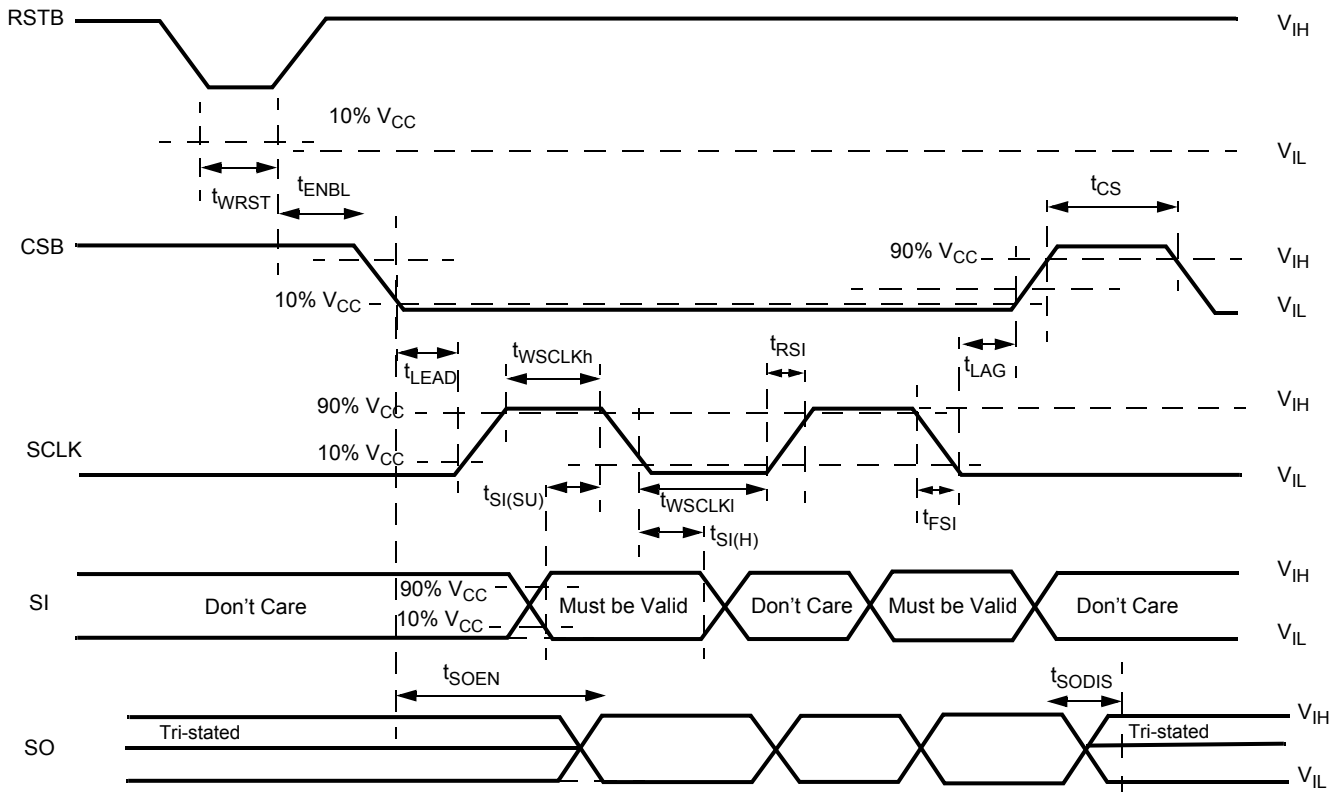 RSTB
V_IH
10% V_CC
V_IL
t_WRST
t_ENBL
t_CS
CSB
90% V_CC
V_IH
10% V_CC
V_IL
t_LEAD
t_WSCLKh
t_RSI
t_LAG
90% V_CC
V_IH
SCLK
10% V_CC
V_IL
t_SI(SU)
t_WSCLKl
t_FSI
t_SI(H)
SI
Don't Care
90% V_CC
10% V_CC
Must be Valid
Don't Care
Must be Valid
Don't Care
V_IH
V_IL
t_SOEN
t_SODIS
SO
Tri-stated
Tri-stated
V_IH
V_IL